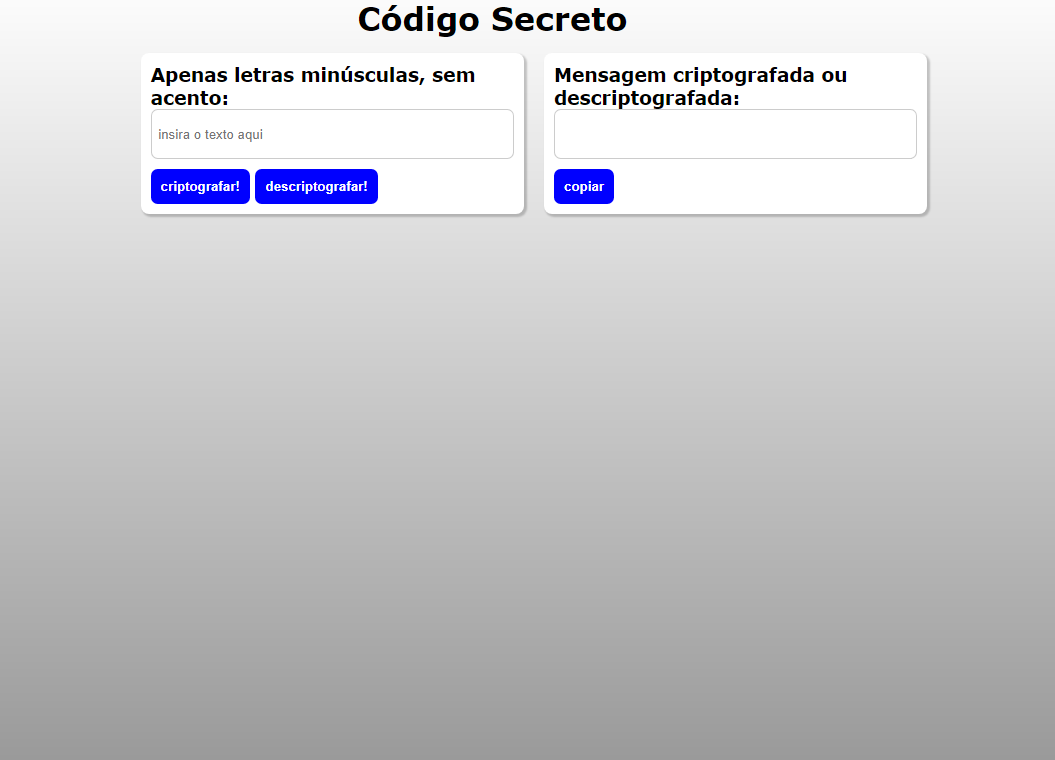 Código Secreto
Apenas letras minúsculas, sem
acento:
insira o texto aqui
criptografar! descriptografar!
Mensagem criptografada ou
descriptografada:
copiar